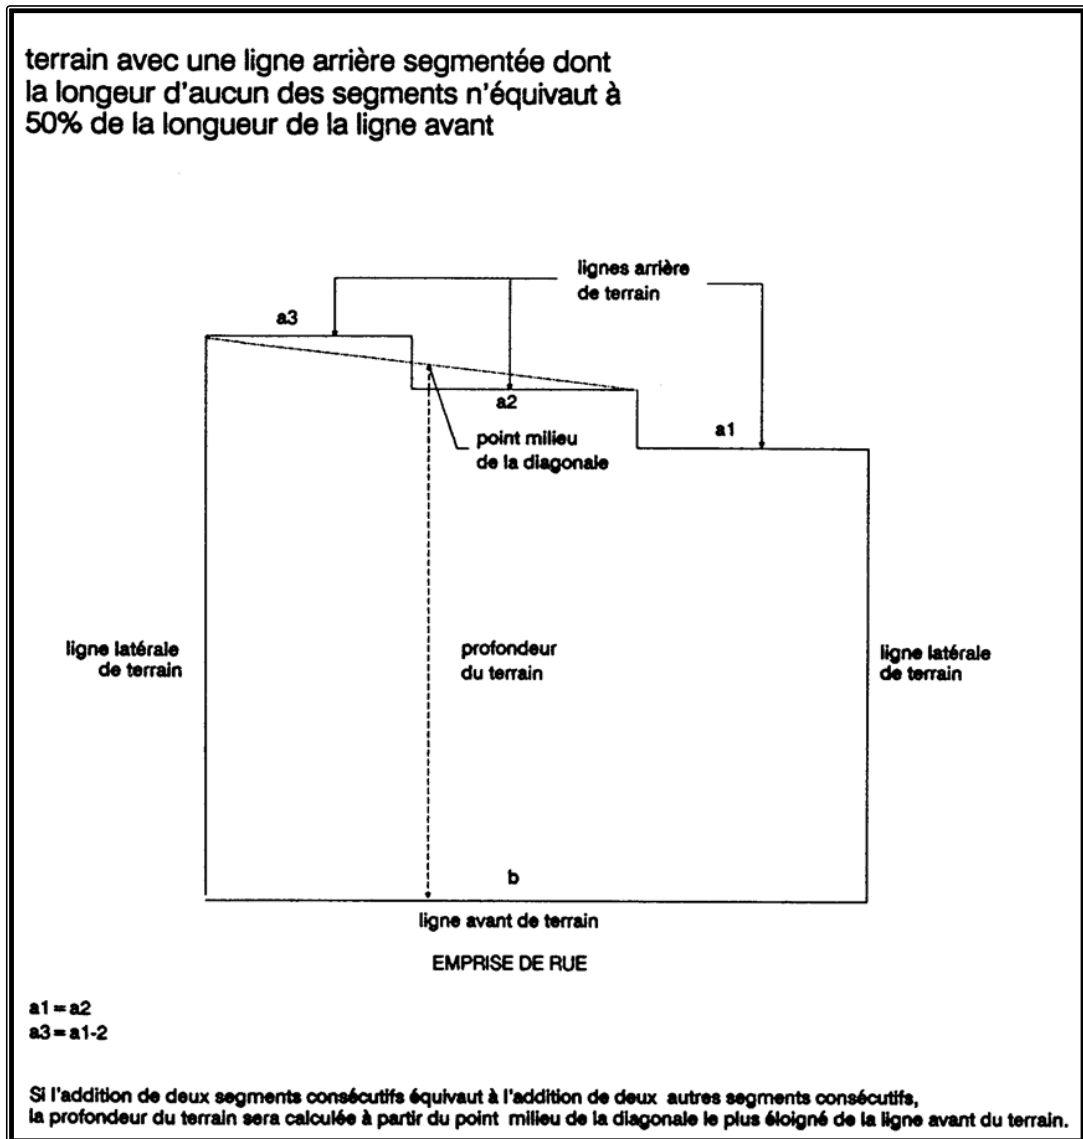 terrain avec une ligne arrière segmentée dont
la longeur d'aucun des segments n'équivaut à
50% de la longueur de la ligne avant
lignes arrière
de terrain
a3
a2
a1
point milieu
de la diagonale
ligne latérale
de terrain
profondeur
du terrain
ligne latérale
de terrain
b
ligne avant de terrain
EMPRISE DE RUE
a1 = a2
a3 = a1-2
Si l'addition de deux segments consécutifs équivaut à l'addition de deux autres segments consécutifs,
la profondeur du terrain sera calculée à partir du point milieu de la diagonale le plus éloigné de la ligne avant du terrain.